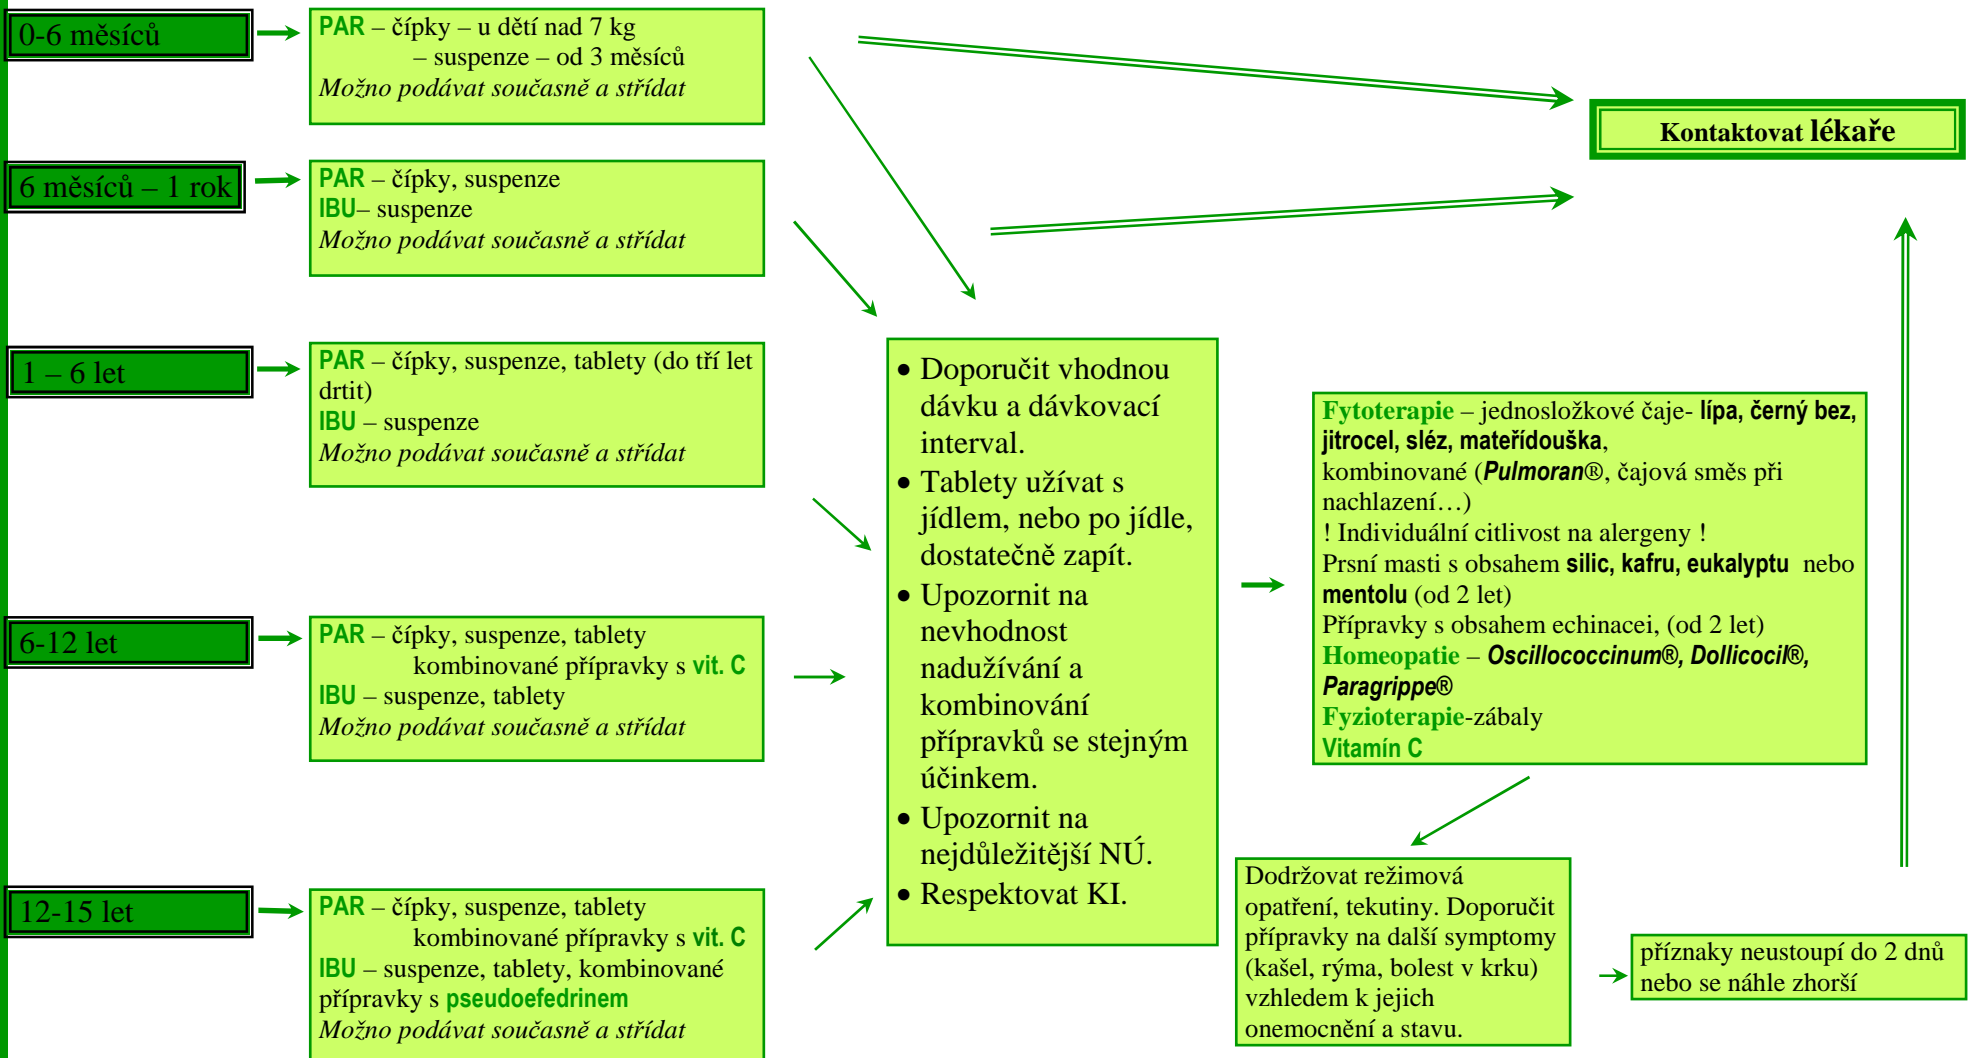 0-6 měsíců
PAR – čípky – u dětí nad 7 kg
– suspenze – od 3 měsíců
Možno podávat současně a střídat
Kontaktovat lékaře
6 měsíců – 1 rok
PAR – čípky, suspenze
IBU– suspenze
Možno podávat současně a střídat
1 – 6 let
PAR – čípky, suspenze, tablety (do tří let
drtit)
IBU – suspenze
Možno podávat současně a střídat
6-12 let
PAR – čípky, suspenze, tablety
kombinované přípravky s vit. C
IBU – suspenze, tablety
Možno podávat současně a střídat
12-15 let
PAR – čípky, suspenze, tablety
kombinované přípravky s vit. C
IBU – suspenze, tablety, kombinované
přípravky s pseudoefedrinem
Možno podávat současně a střídat
• Doporučit vhodnou
dávku a dávkovací
interval.
• Tablety užívat s
jídlem, nebo po jídle,
dostatečně zapít.
• Upozornit na
nevhodnost
nadužívání a
kombinování
přípravků se stejným
účinkem.
• Upozornit na
nejdůležitější NÚ.
• Respektovat KI.
Fytoterapie – jednosložkové čaje- lípa, černý bez,
jitrocel, sléz, mateřídouška,
kombinované (Pulmoran®, čajová směs při
nachlazení…)
! Individuální citlivost na alergeny !
Prsní masti s obsahem silic, kafru, eukalyptu nebo
mentolu (od 2 let)
Přípravky s obsahem echinacei, (od 2 let)
Homeopatie – Oscillococcinum®, Dollicocil®,
Paragrippe®
Fyzioterapie-zábaly
Vitamín C
Dodržovat režimová
opatření, tekutiny. Doporučit
přípravky na další symptomy
(kašel, rýma, bolest v krku)
vzhledem k jejich
onemocnění a stavu.
příznaky neustoupí do 2 dnů
nebo se náhle zhorší